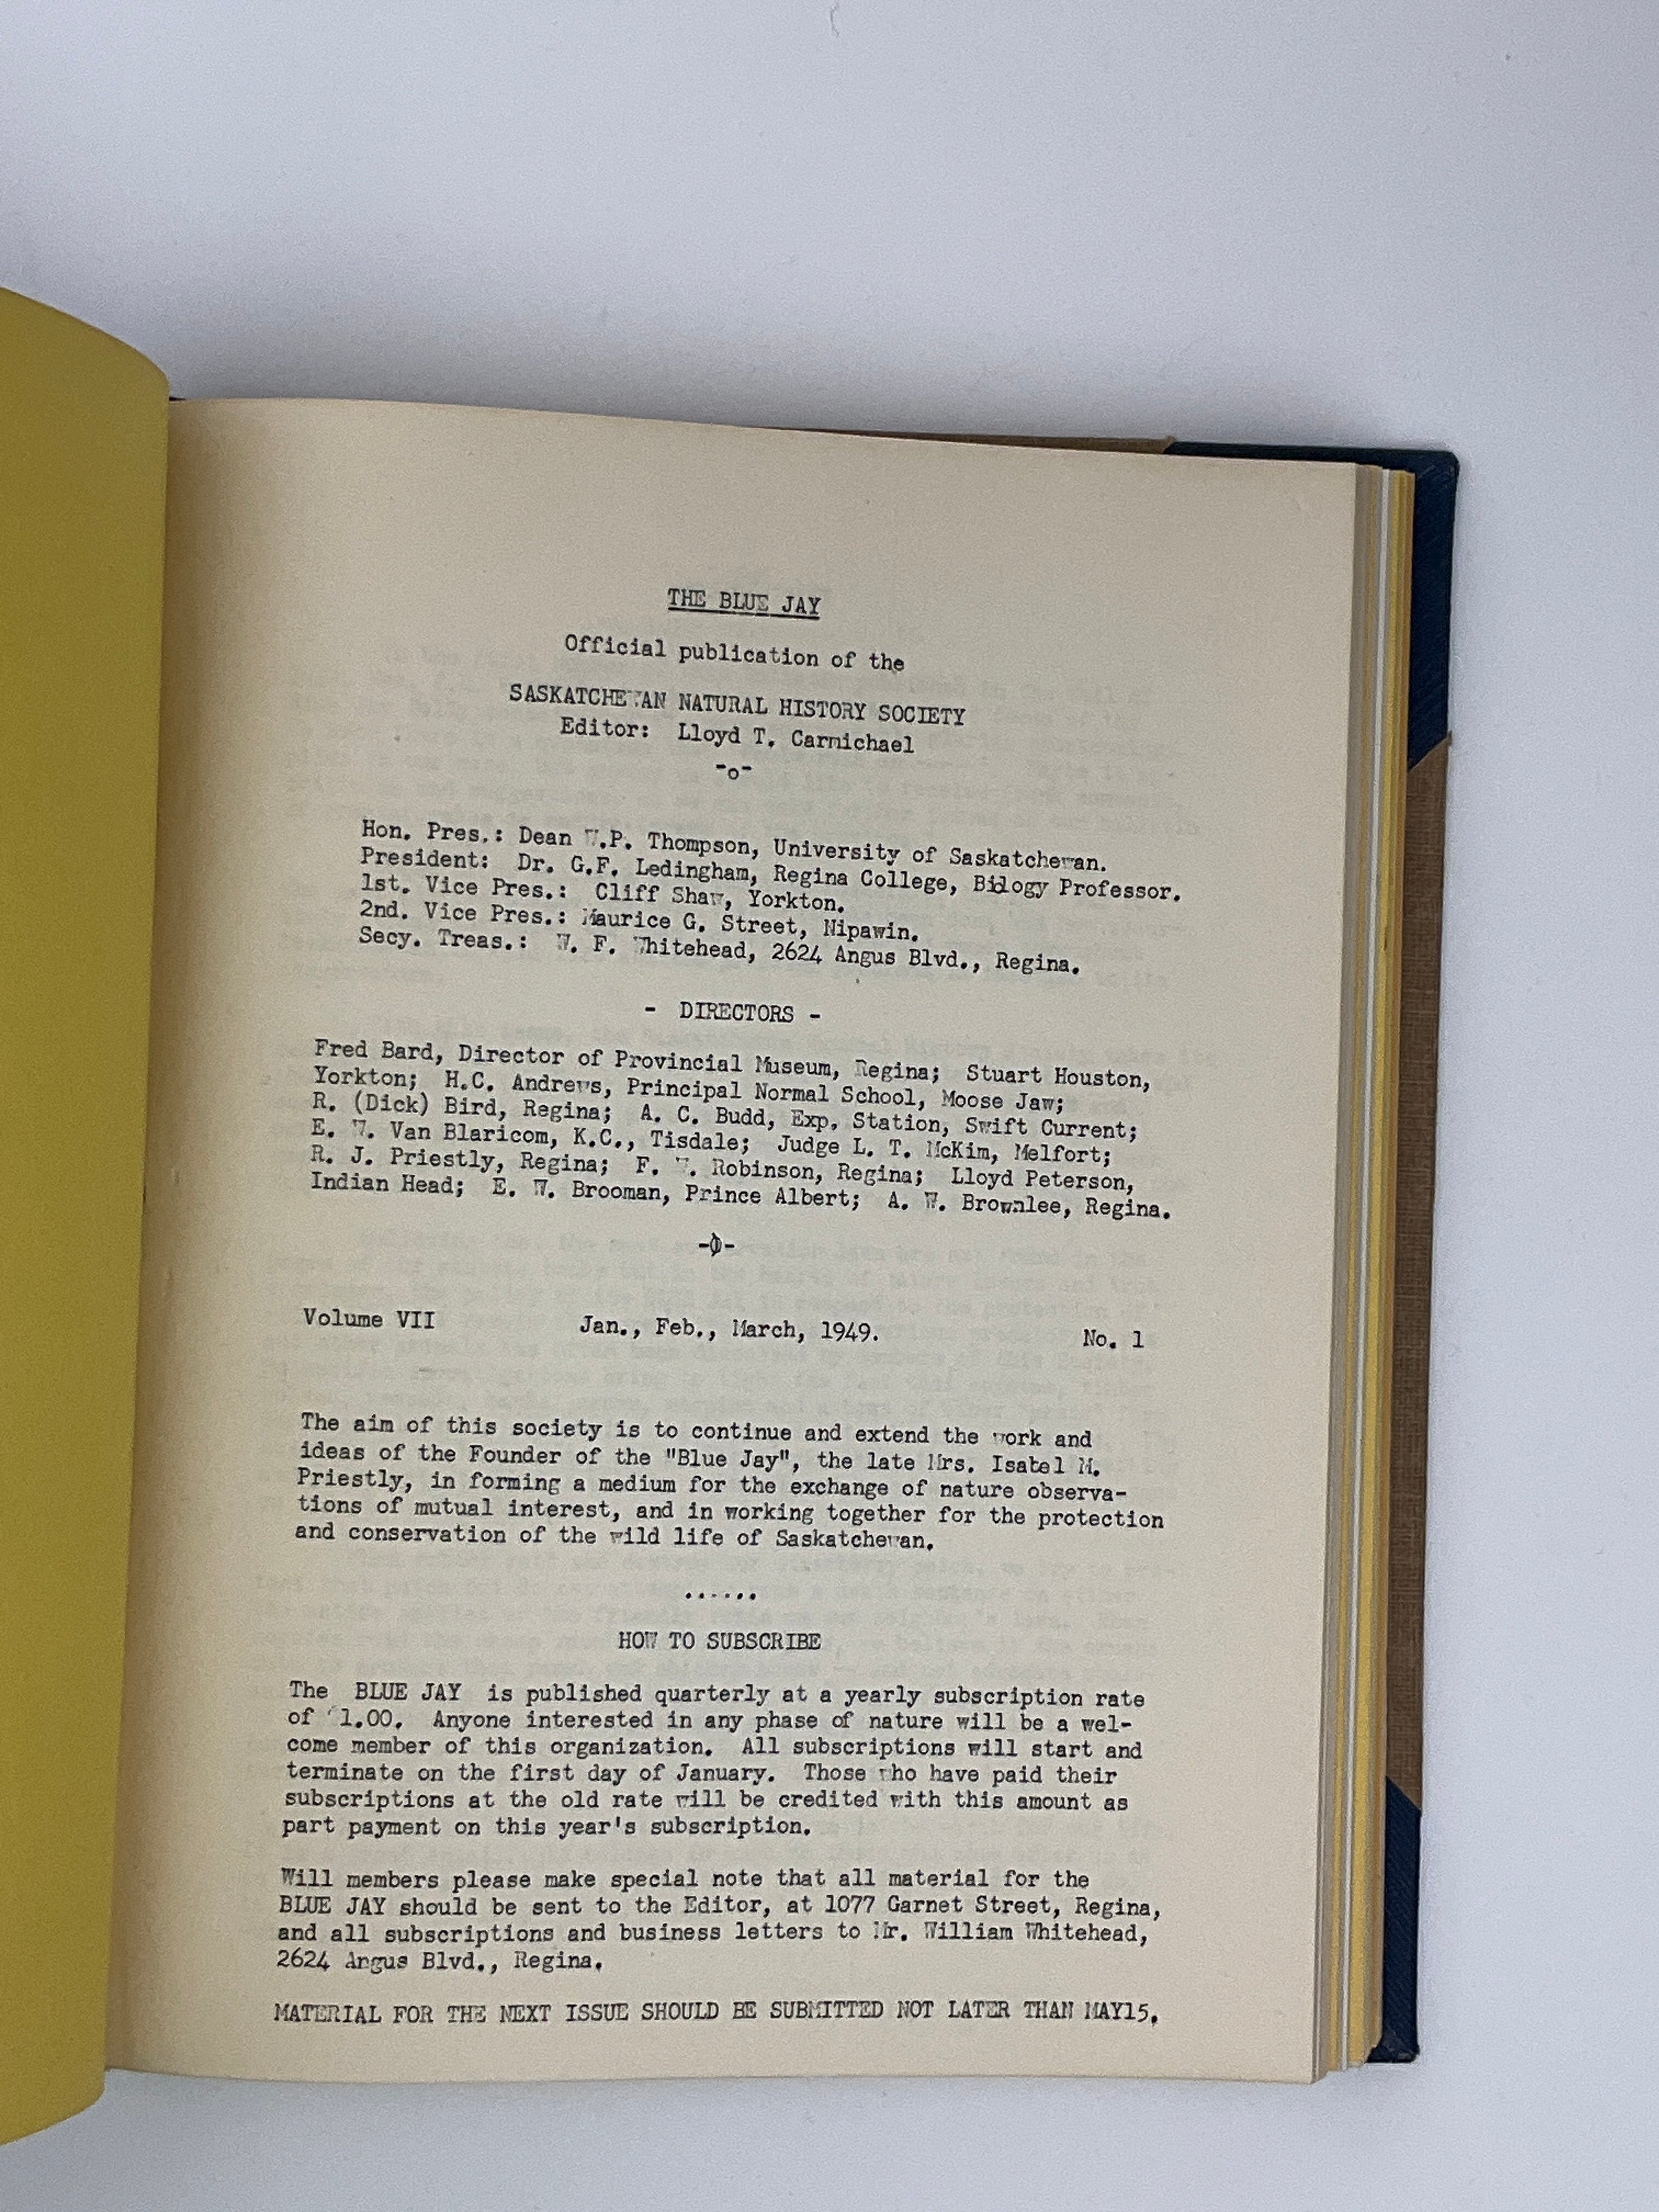 THE BLUE JAY
Official publication of the
SASKATCHEWAN NATURAL HISTORY SOCIETY
Editor: Lloyd T. Carmichael
-o-
Hon. Pres.: Dean W.P. Thompson, University of Saskatchewan.
President: Dr. G.F. Ledingham, Regina College, Biology Professor.
1st. Vice Pres.: Cliff Shaw, Yorkton.
2nd. Vice Pres.: Maurice G. Street, Nipawin.
Secy. Treas.: W. F. Whitehead, 2624 Angus Blvd., Regina.
- DIRECTORS -
Fred Bard, Director of Provincial Museum, Regina; Stuart Houston,
Yorkton; H.C. Andrews, Principal Normal School, Moose Jaw;
R. (Dick) Bird, Regina; A. C. Budd, Exp. Station, Swift Current;
E. W. Van Blaricom, K.C., Tisdale; Judge L. T. McKim, Melfort;
R. J. Priestly, Regina; F. W. Robinson, Regina; Lloyd Peterson,
Indian Head; E. W. Brooman, Prince Albert; A. W. Brownlee, Regina.
-0-
Volume VII Jan., Feb., March, 1949. No. 1
The aim of this society is to continue and extend the work and
ideas of the Founder of the "Blue Jay", the late Mrs. Isabel M.
Priestly, in forming a medium for the exchange of nature observa-
tions of mutual interest, and in working together for the protection
and conservation of the wild life of Saskatchewan.
......
HOW TO SUBSCRIBE
The BLUE JAY is published quarterly at a yearly subscription rate
of $1.00. Anyone interested in any phase of nature will be a wel-
come member of this organization. All subscriptions will start and
terminate on the first day of January. Those who have paid their
subscriptions at the old rate will be credited with this amount as
part payment on this year's subscription.
Will members please make special note that all material for the
BLUE JAY should be sent to the Editor, at 1077 Garnet Street, Regina,
and all subscriptions and business letters to Mr. William Whitehead,
2624 Angus Blvd., Regina.
MATERIAL FOR THE NEXT ISSUE SHOULD BE SUBMITTED NOT LATER THAN MAY15.